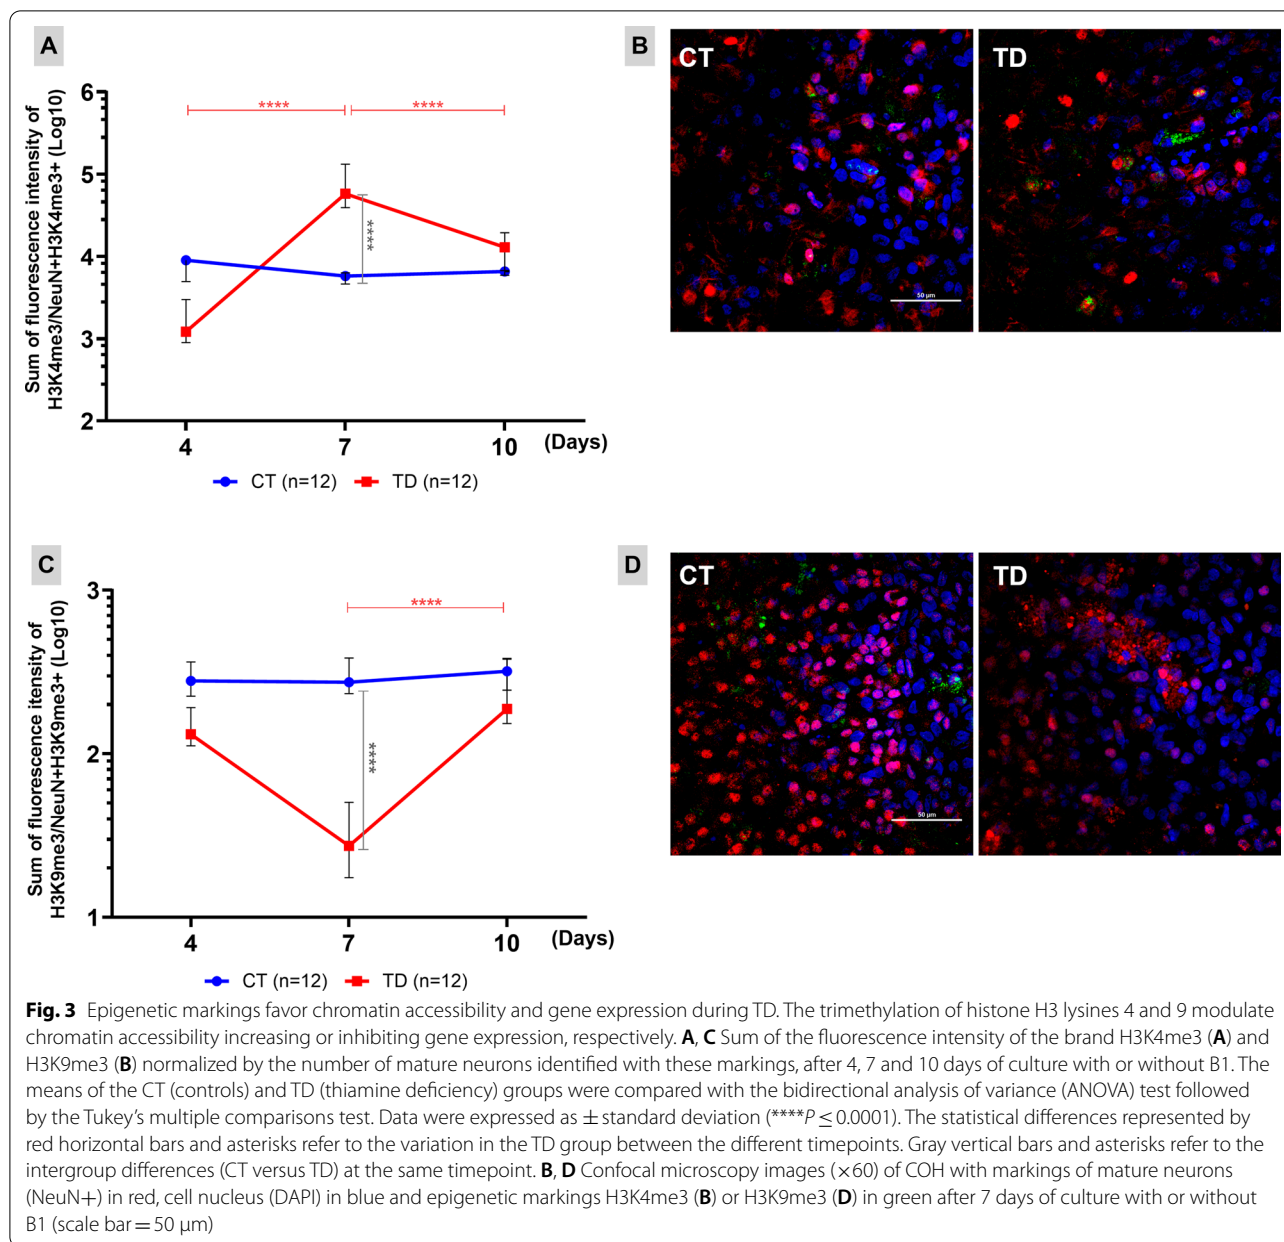 A
Sum of fluorescence intensity of
H3K4me3/NeuN+H3K4me3+ (Log10)
6
5
4
3
2
****
****
****
4 7 10 (Days)
CT (n=12) TD (n=12)
B
CT
TD
50 µm
C
Sum of fluorescence itensity of
H3K9me3/NeuN+H3K9me3+ (Log10)
3
2
1
****
****
4 7 10 (Days)
CT (n=12) TD (n=12)
D
CT
TD
50 µm
Fig. 3 Epigenetic markings favor chromatin accessibility and gene expression during TD. The trimethylation of histone H3 lysines 4 and 9 modulate
chromatin accessibility increasing or inhibiting gene expression, respectively. A, C Sum of the fluorescence intensity of the brand H3K4me3 (A) and
H3K9me3 (B) normalized by the number of mature neurons identified with these markings, after 4, 7 and 10 days of culture with or without B1. The
means of the CT (controls) and TD (thiamine deficiency) groups were compared with the bidirectional analysis of variance (ANOVA) test followed
by the Tukey's multiple comparisons test. Data were expressed as ± standard deviation (****P ≤ 0.0001). The statistical differences represented by
red horizontal bars and asterisks refer to the variation in the TD group between the different timepoints. Gray vertical bars and asterisks refer to the
intergroup differences (CT versus TD) at the same timepoint. B, D Confocal microscopy images (×60) of COH with markings of mature neurons
(NeuN+) in red, cell nucleus (DAPI) in blue and epigenetic markings H3K4me3 (B) or H3K9me3 (D) in green after 7 days of culture with or without
B1 (scale bar = 50 µm)